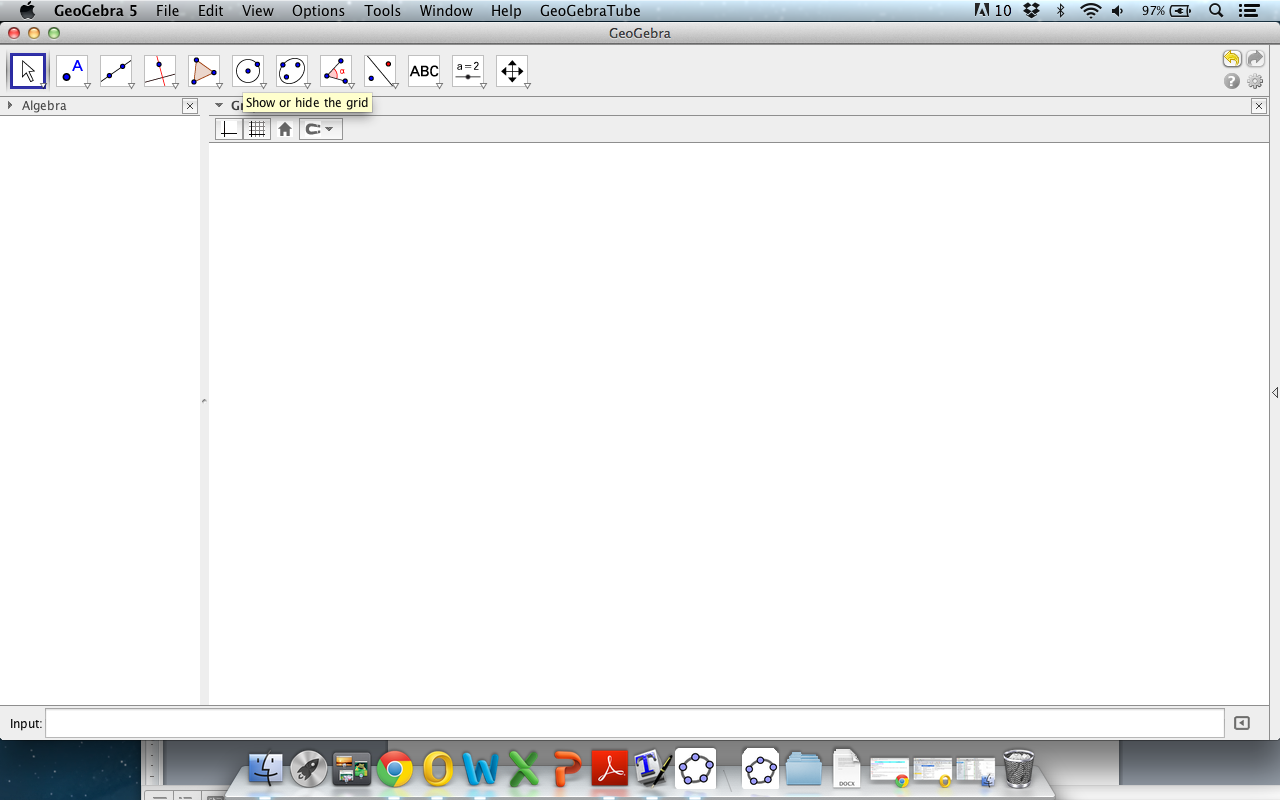 GeoGebra 5 File Edit View Options Tools Window Help GeoGebraTube 10 97%
GeoGebra
A α ABC a=2
Algebra Gr Show or hide the grid
Input:
DOCX